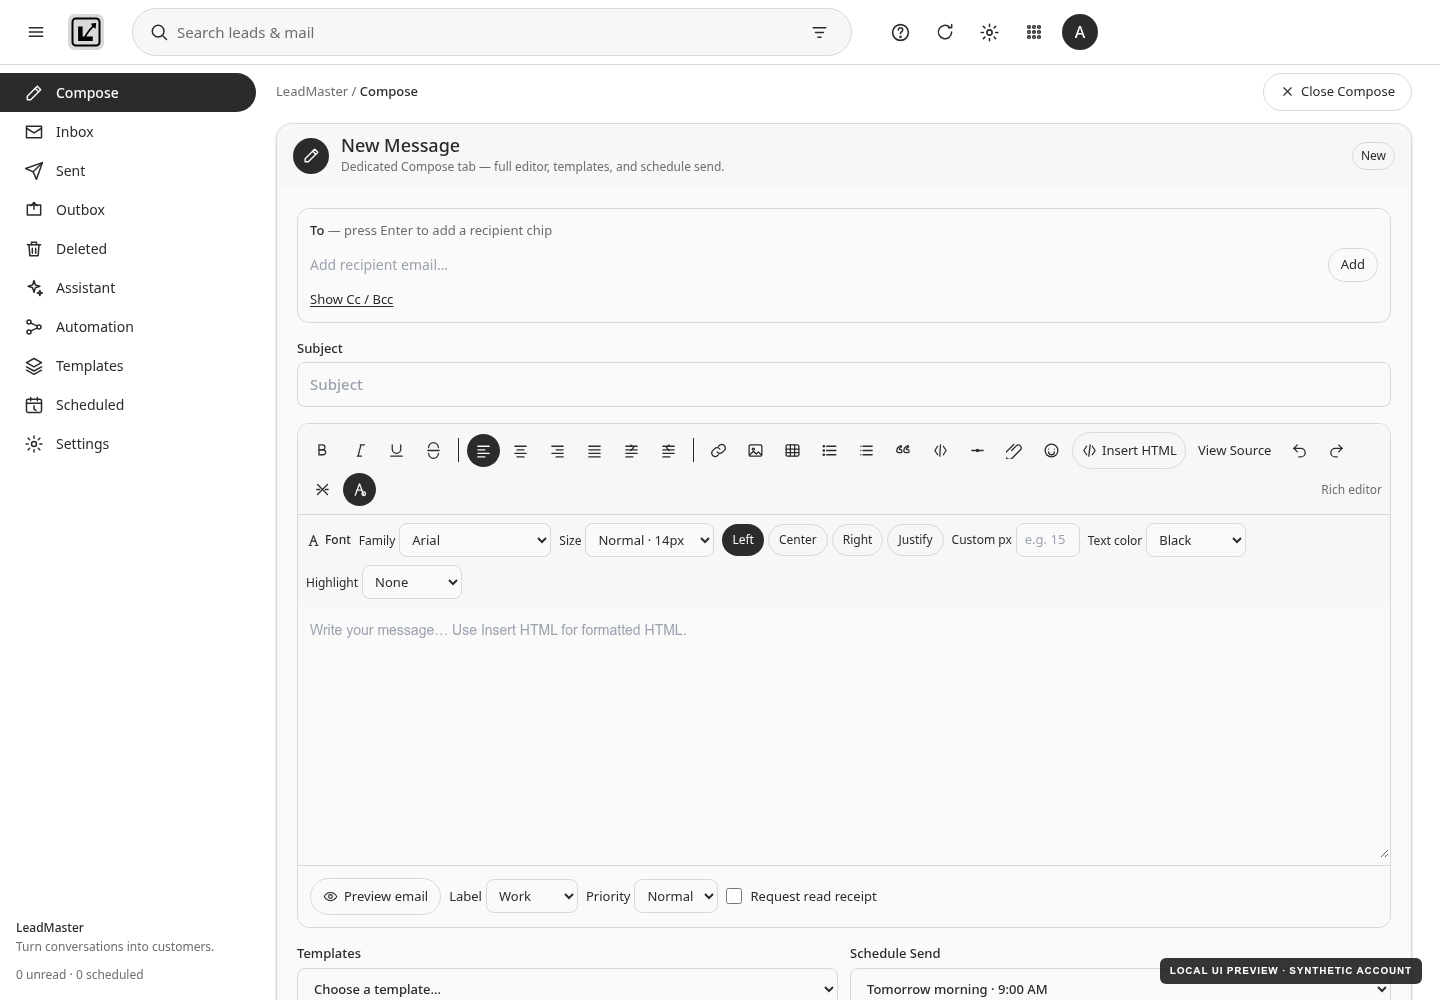 Search leads & mail
A
Compose
Inbox
Sent
Outbox
Deleted
Assistant
Automation
Templates
Scheduled
Settings
LeadMaster
Turn conversations into customers.
0 unread · 0 scheduled
LeadMaster / Compose
Close Compose
New Message
Dedicated Compose tab — full editor, templates, and schedule send.
New
To — press Enter to add a recipient chip
Add recipient email...
Add
Show Cc / Bcc
Subject
Subject
Insert HTML View Source
Rich editor
A Font Family Arial Size Normal · 14px Left Center Right Justify Custom px e.g. 15 Text color Black
Highlight None
Write your message... Use Insert HTML for formatted HTML.
Preview email Label Work Priority Normal Request read receipt
Templates
Choose a template...
Schedule Send
Tomorrow morning · 9:00 AM
LOCAL UI PREVIEW · SYNTHETIC ACCOUNT